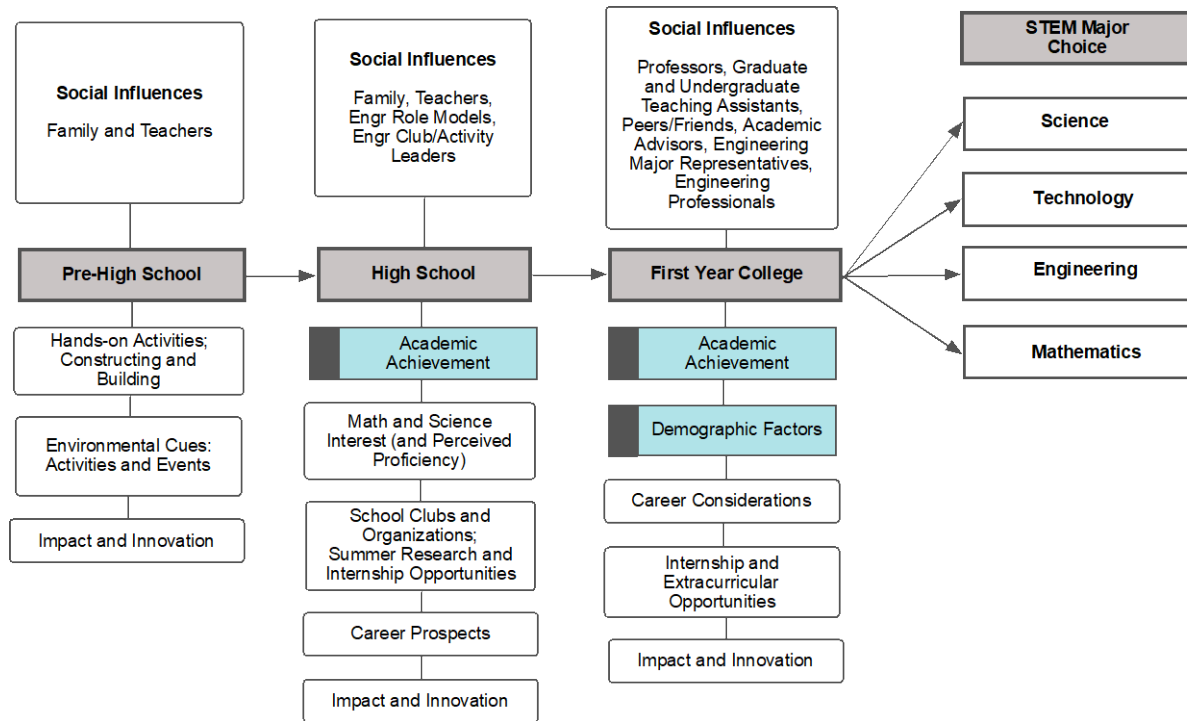 Social Influences
Family and Teachers
Pre-High School
Hands-on Activities;
Constructing and
Building
Environmental Cues:
Activities and Events
Impact and Innovation
Social Influences
Family, Teachers,
Engr Role Models,
Engr Club/Activity
Leaders
High School
Academic
Achievement
Math and Science
Interest (and Perceived
Proficiency)
School Clubs and
Organizations;
Summer Research and
Internship Opportunities
Career Prospects
Impact and Innovation
Social Influences
Professors, Graduate
and Undergraduate
Teaching Assistants,
Peers/Friends, Academic
Advisors, Engineering
Major Representatives,
Engineering
Professionals
First Year College
Academic
Achievement
Demographic Factors
Career Considerations
Internship and
Extracurricular
Opportunities
Impact and Innovation
STEM Major
Choice
Science
Technology
Engineering
Mathematics